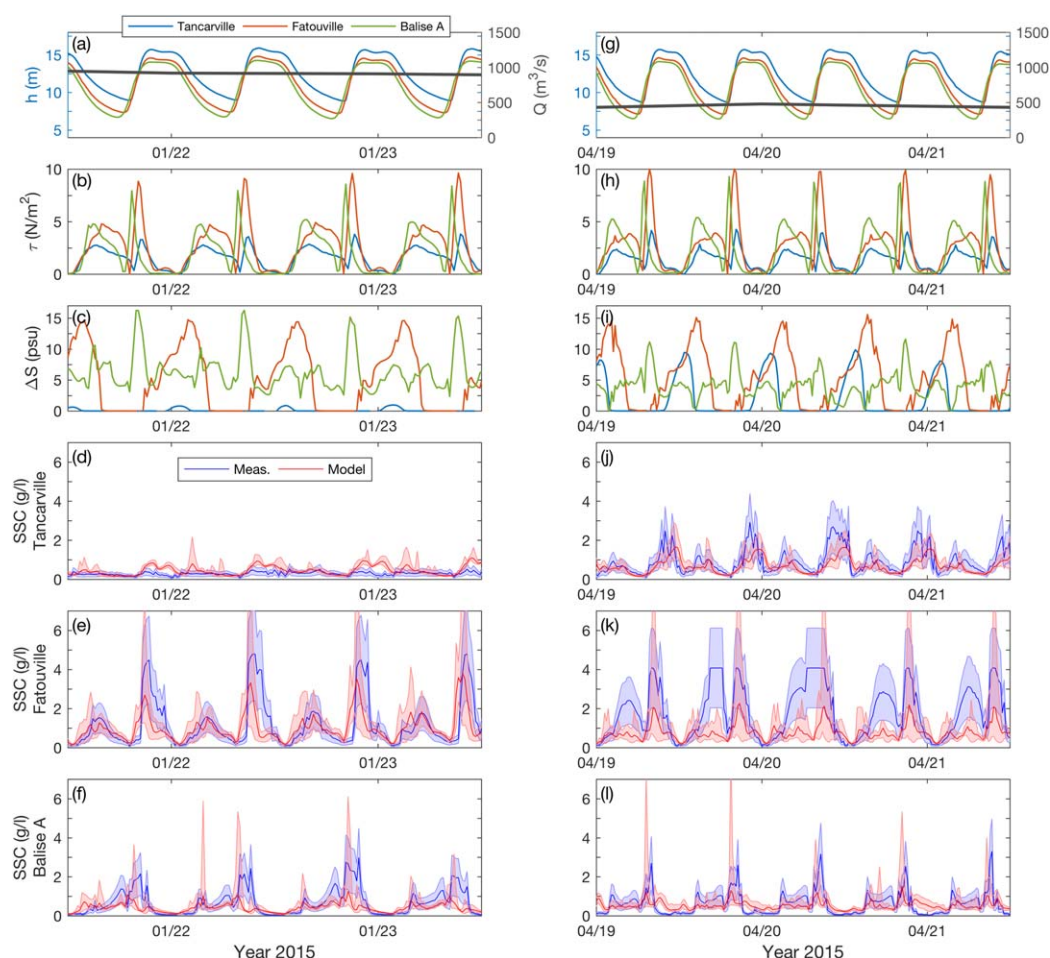 Tancarville Fatouville Balise A
(a)
15
10
5
h (m)
1500
1000
500
0
Q (m³/s)
01/22 01/23
(g)
15
10
5
1500
1000
500
0
04/19 04/20 04/21
(b)
10
5
0
τ (N/m²)
01/22 01/23
(h)
10
5
0
04/19 04/20 04/21
(c)
15
10
5
0
ΔS (psu)
01/22 01/23
(i)
15
10
5
0
04/19 04/20 04/21
(d)
Meas. Model
6
4
2
0
SSC (g/l)
Tancarville
01/22 01/23
(j)
6
4
2
0
04/19 04/20 04/21
(e)
6
4
2
0
SSC (g/l)
Fatouville
01/22 01/23
(k)
6
4
2
0
04/19 04/20 04/21
(f)
6
4
2
0
SSC (g/l)
Balise A
01/22 01/23
Year 2015
(l)
6
4
2
0
04/19 04/20 04/21
Year 2015